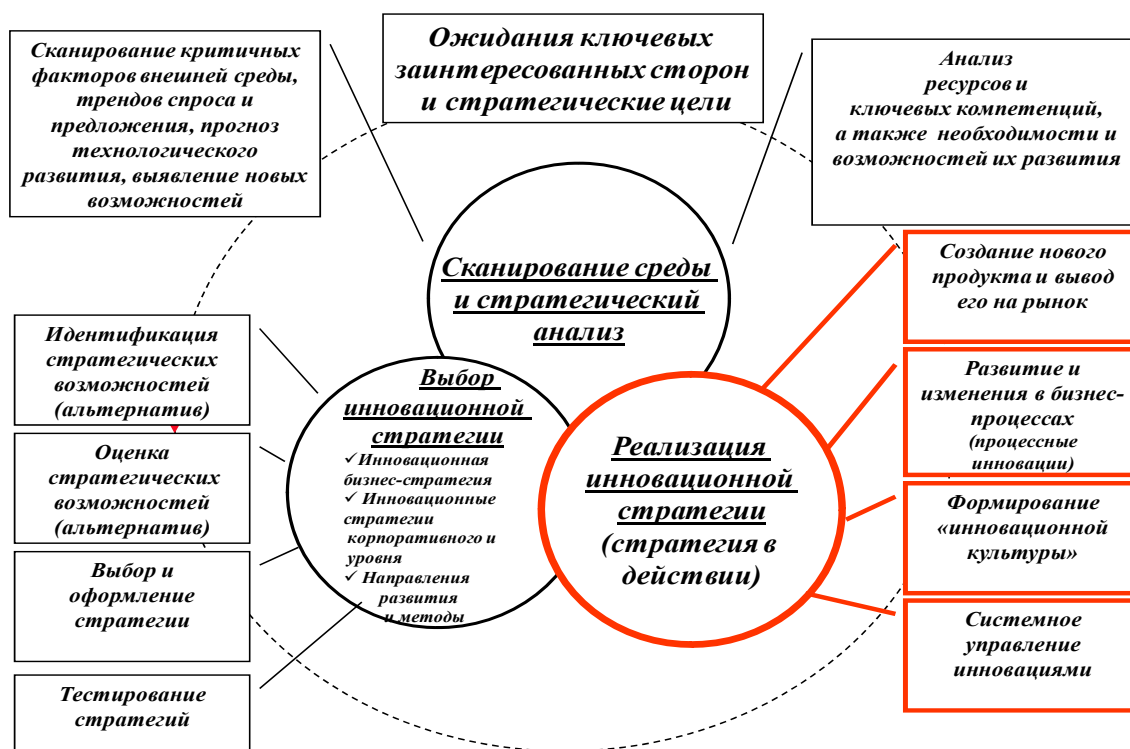 Сканирование критичных
факторов внешней среды,
трендов спроса и
предложения, прогноз
технологического
развития, выявление новых
возможностей
Ожидания ключевых
заинтересованных сторон
и стратегические цели
Анализ
ресурсов и
ключевых компетенций,
а также необходимости и
возможностей их развития
Сканирование среды
и стратегический
анализ
Идентификация
стратегических
возможностей
(альтернатив)
Оценка
стратегических
возможностей
(альтернатив)
Выбор и
оформление
стратегии
Тестирование
стратегий
Выбор
инновационной
стратегии
✓ Инновационная
бизнес-стратегия
✓ Инновационные
стратегии
корпоративного и
уровня
✓ Направления
развития
и методы
Реализация
инновационной
стратегии
(стратегия в
действии)
Создание нового
продукта и вывод
его на рынок
Развитие и
изменения в бизнес-
процессах
(процессные
инновации)
Формирование
«инновационной
культуры»
Системное
управление
инновациями